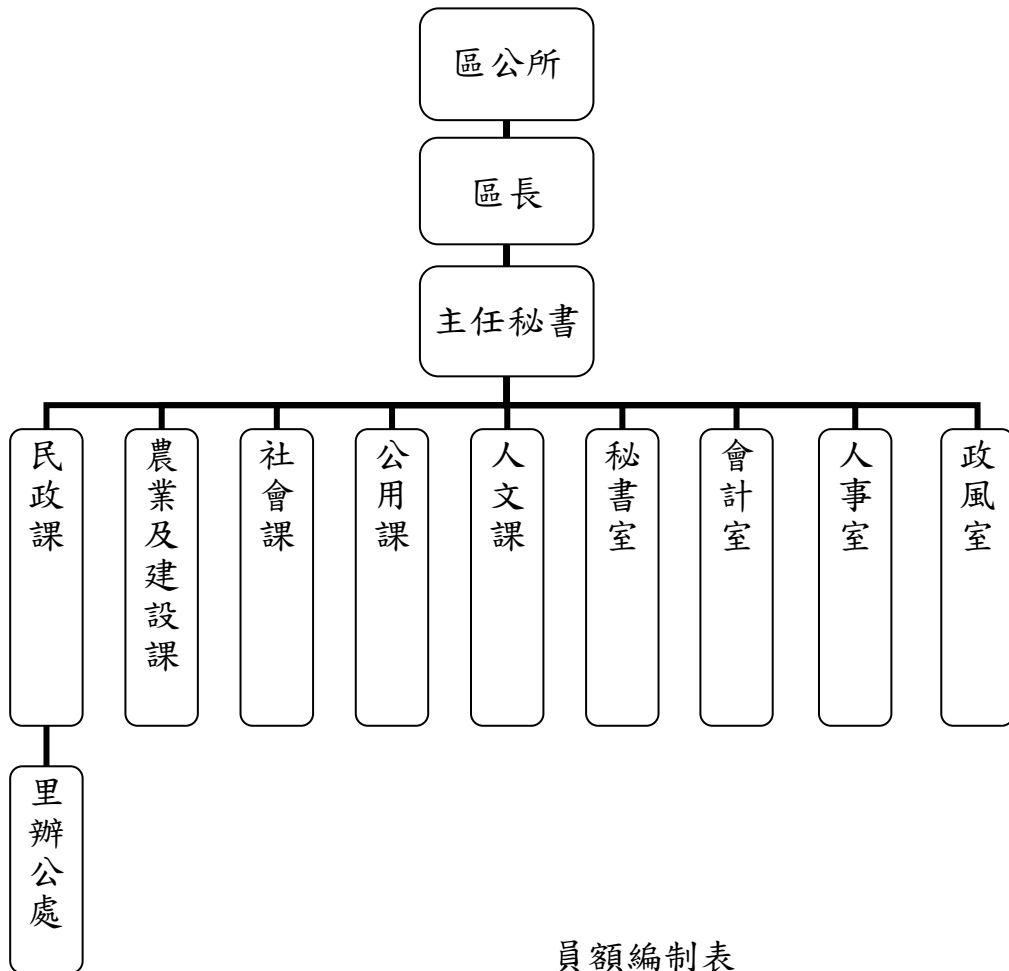 區公所
區長
主任秘書
民政課
農業及建設課
社會課
公用課
人文課
秘書室
會計室
人事室
政風室
里辦公處
員額編制表